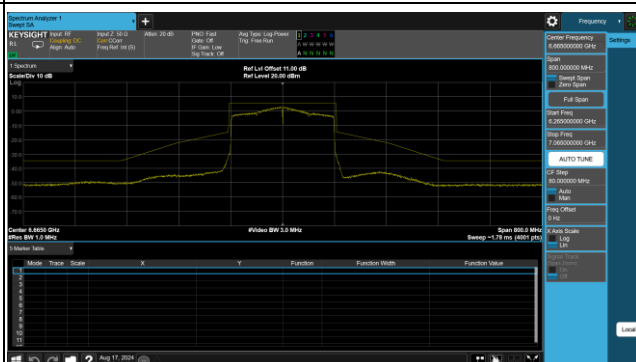 Spectrum Analyzer 1
Swept SA
+
Frequency
KEYSIGHT
Input: RF
Coupling: DC
Align: Auto
Input Z: 50 Ω
Corr CCorr
Freq Ref: Int (S)
Atten: 20 dB
PNO: Fast
Gate: Off
IF Gain: Low
Sig Track: Off
Avg Type: Log-Power
Trig: Free Run
1 2 3 4 5 6
A W W W W W
A N N N N N
Center Frequency
6.665000000 GHz
Settings
Span
800.000000 MHz
Swept Span
Zero Span
Full Span
Start Freq
6.265000000 GHz
Stop Freq
7.065000000 GHz
AUTO TUNE
CF Step
80.000000 MHz
Auto
Man
Freq Offset
0 Hz
X Axis Scale
Log
Lin
Signal Track
On
Off
Local
1 Spectrum
Scale/Div 10 dB
Log
Ref Lvl Offset 11.00 dB
Ref Level 20.00 dBm
10.0
Center 6.6650 GHz
#Res BW 1.0 MHz
#Video BW 3.0 MHz
Span 800.0 MHz
Sweep ~1.78 ms (4001 pts)
5 Marker Table
Mode Trace Scale X Y Function Function Width Function Value
1
2
3
4
5
6
7
8
9
10
11
? Aug 17, 2024